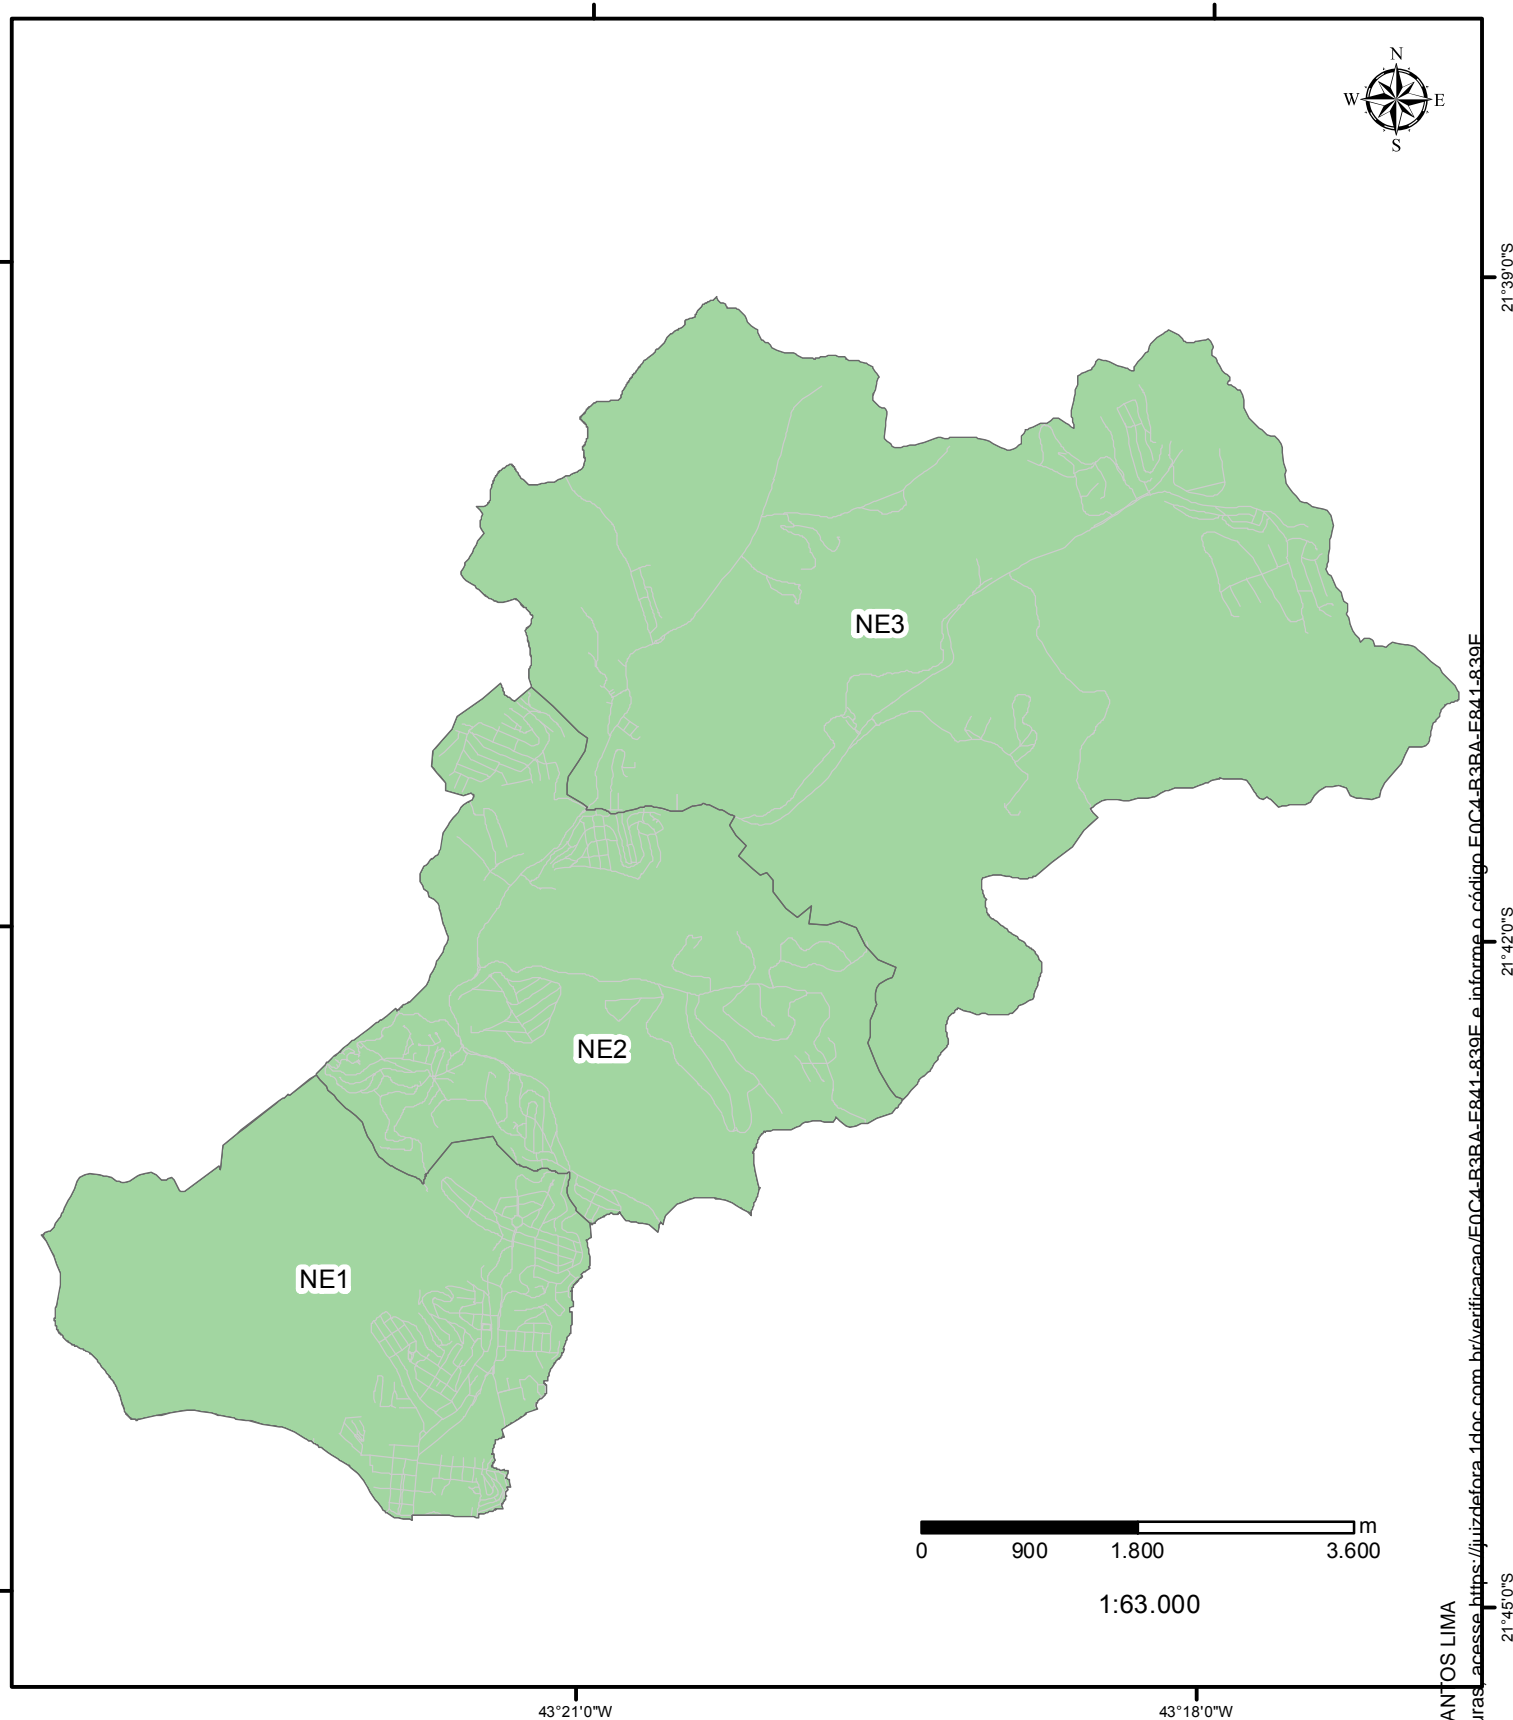 N
W E
S
21°39'0"S
NE3
21°42'0"S
NE2
NE1
m
0 900 1.800 3.600
1:63.000
21°45'0"S
43°21'0"W 43°18'0"W
ANTOS LIMA
uras, acesse https://juizdefora.1doc.com.br/verificacao/E0C4-B3BA-F841-839F e informe o código E0C4-B3BA-F841-839F